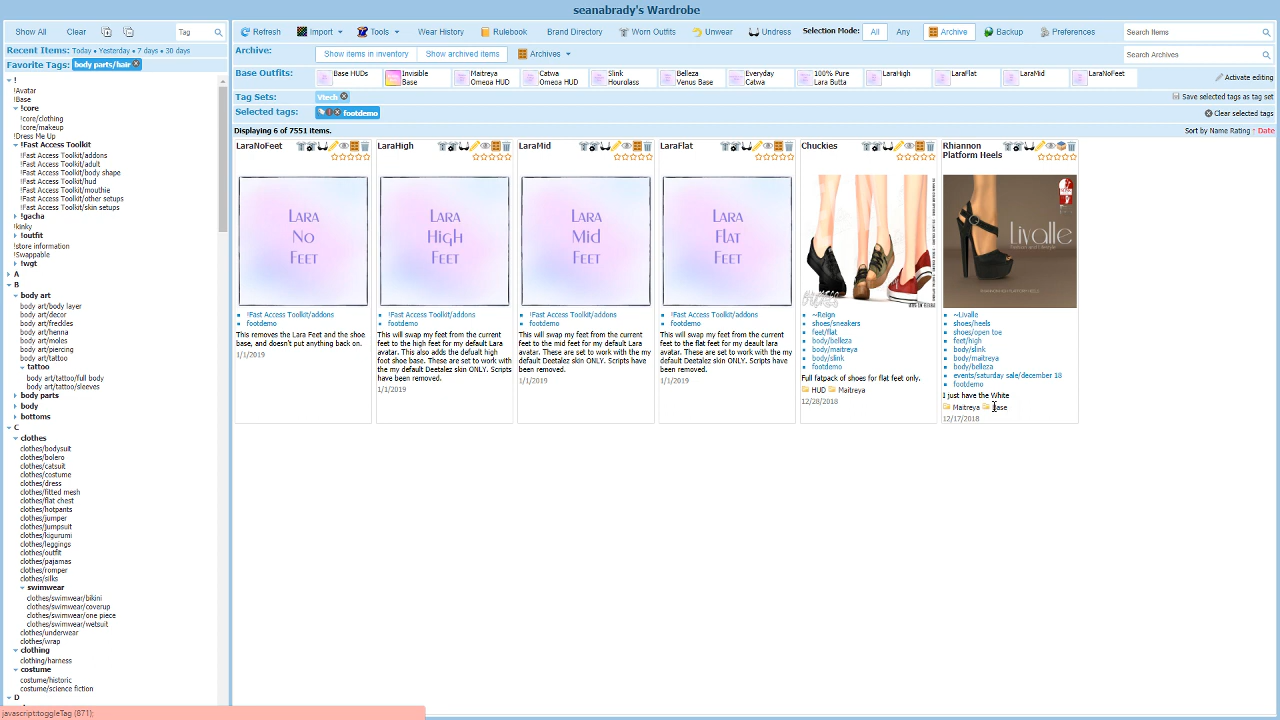 seanabrady's Wardrobe
Show All Clear Tag
Recent Items: Today • Yesterday • 7 days • 30 days
Favorite Tags: body parts/hair
!
!Avatar
!Base
!core
!core/clothing
!core/makeup
!Dress Me Up
!Fast Access Toolkit
!Fast Access Toolkit/addons
!Fast Access Toolkit/adult
!Fast Access Toolkit/body shape
!Fast Access Toolkit/hud
!Fast Access Toolkit/mouthie
!Fast Access Toolkit/other setups
!Fast Access Toolkit/skin setups
!gacha
!kinky
!outfit
!store information
!Swappable
!wgt
A
B
body art
body art/body layer
body art/decor
body art/freckles
body art/henna
body art/moles
body art/piercing
body art/tattoo
tattoo
body art/tattoo/full body
body art/tattoo/sleeves
body parts
body
bottoms
C
clothes
clothes/bodysuit
clothes/bolero
clothes/catsuit
clothes/costume
clothes/dress
clothes/fitted mesh
clothes/flat chest
clothes/hotpants
clothes/jumper
clothes/jumpsuit
clothes/kigurumi
clothes/leggings
clothes/outfit
clothes/pajamas
clothes/romper
clothes/silks
swimwear
clothes/swimwear/bikini
clothes/swimwear/coverup
clothes/swimwear/one piece
clothes/swimwear/wetsuit
clothes/underwear
clothes/wrap
clothing
clothing/harness
costume
costume/historic
costume/science fiction
D
javascript:toggleTag (871);
Refresh Import Tools Wear History Rulebook Brand Directory Worn Outfits Unwear Undress Selection Mode: All Any Archive Backup Preferences Search Items
Archive: Show items in inventory Show archived items Archives Search Archives
Base Outfits: Base HUDs Invisible Base Maitreya Omega HUD Catwa Omega HUD Slink Hourglass Belleza Venus Base Everyday Catwa 100% Pure Lara Butta LaraHigh LaraFlat LaraMid LaraNoFeet Activate editing
Tag Sets: Vtech Save selected tags as tag set
Selected tags: footdemo Clear selected tags
Displaying 6 of 7551 items. Sort by Name Rating ↑ Date
LaraNoFeet
LARA
NO
FEET
!Fast Access Toolkit/addons
footdemo
This removes the Lara Feet and the shoe
base, and doesn't put anything back on.
1/1/2019
LaraHigh
LARA
HIGH
FEET
!Fast Access Toolkit/addons
footdemo
This will swap my feet from the current
feet to the high feet for my default Lara
avatar. This also adds the default high
foot shoe base. These are set to work with
the my default Deetalez skin ONLY. Scripts
have been removed.
1/1/2019
LaraMid
LARA
MID
FEET
!Fast Access Toolkit/addons
footdemo
This will swap my feet from the current
feet to the mid feet for my default Lara
avatar. These are set to work with my
default Deetalez skin ONLY. Scripts have
been removed.
1/1/2019
LaraFlat
LARA
FLAT
FEET
!Fast Access Toolkit/addons
footdemo
This will swap my feet from the current
feet to the flat feet for my default Lara
avatar. These are set to work with my
default Deetalez skin ONLY. Scripts have
been removed.
1/1/2019
Chuckies
~Reign
shoes/sneakers
feet/flat
body/belleza
body/maitreya
body/slink
footdemo
Full fatpack of shoes for flat feet only.
HUD Maitreya
12/28/2018
Rhiannon
Platform Heels
Livalle
~Livalle
shoes/heels
shoes/open toe
feet/high
body/slink
body/maitreya
body/belleza
events/saturday sale/december 18
footdemo
I just have the White
Maitreya Base
12/17/2018